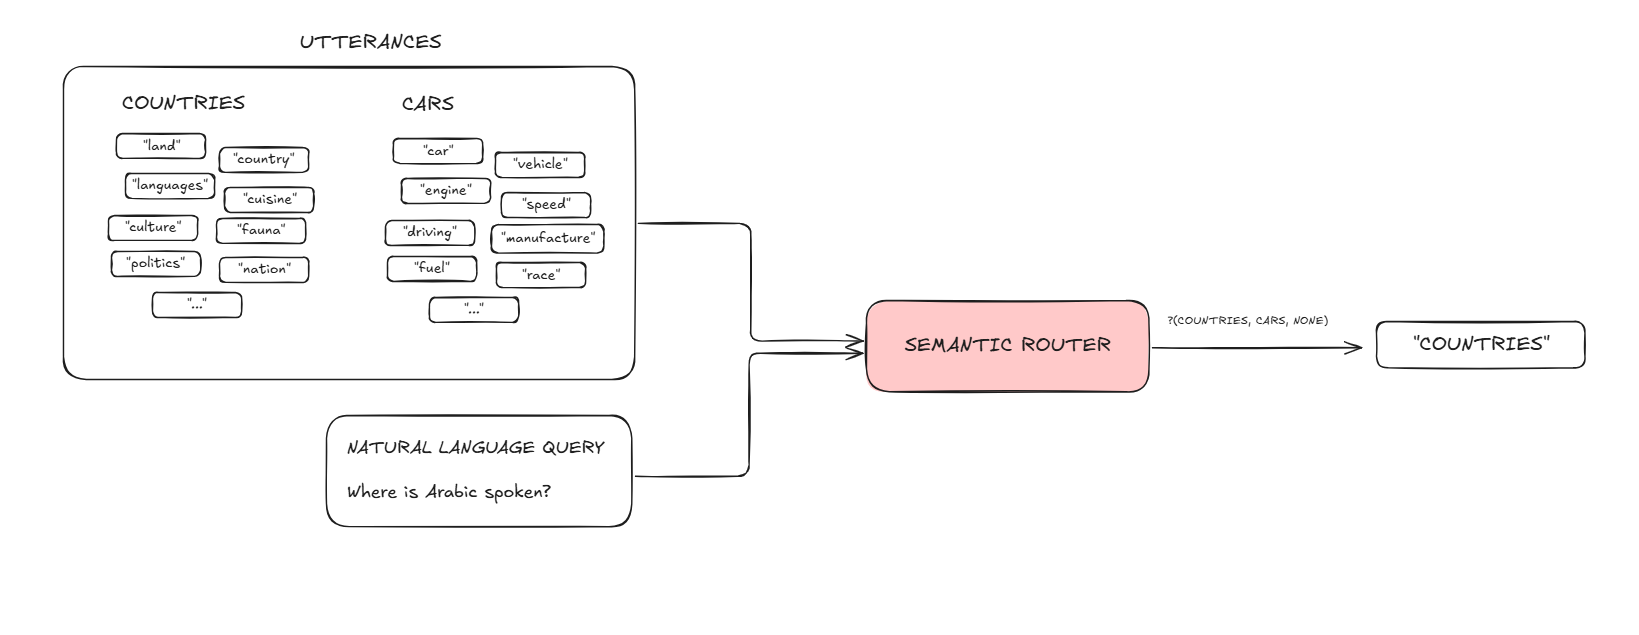 UTTERANCES
COUNTRIES
"land"
"country"
"languages"
"cuisine"
"culture"
"fauna"
"politics"
"nation"
"..."
CARS
"car"
"vehicle"
"engine"
"speed"
"driving"
"manufacture"
"fuel"
"race"
"..."
NATURAL LANGUAGE QUERY
Where is Arabic spoken?
SEMANTIC ROUTER
?(COUNTRIES, CARS, NONE)
"COUNTRIES"